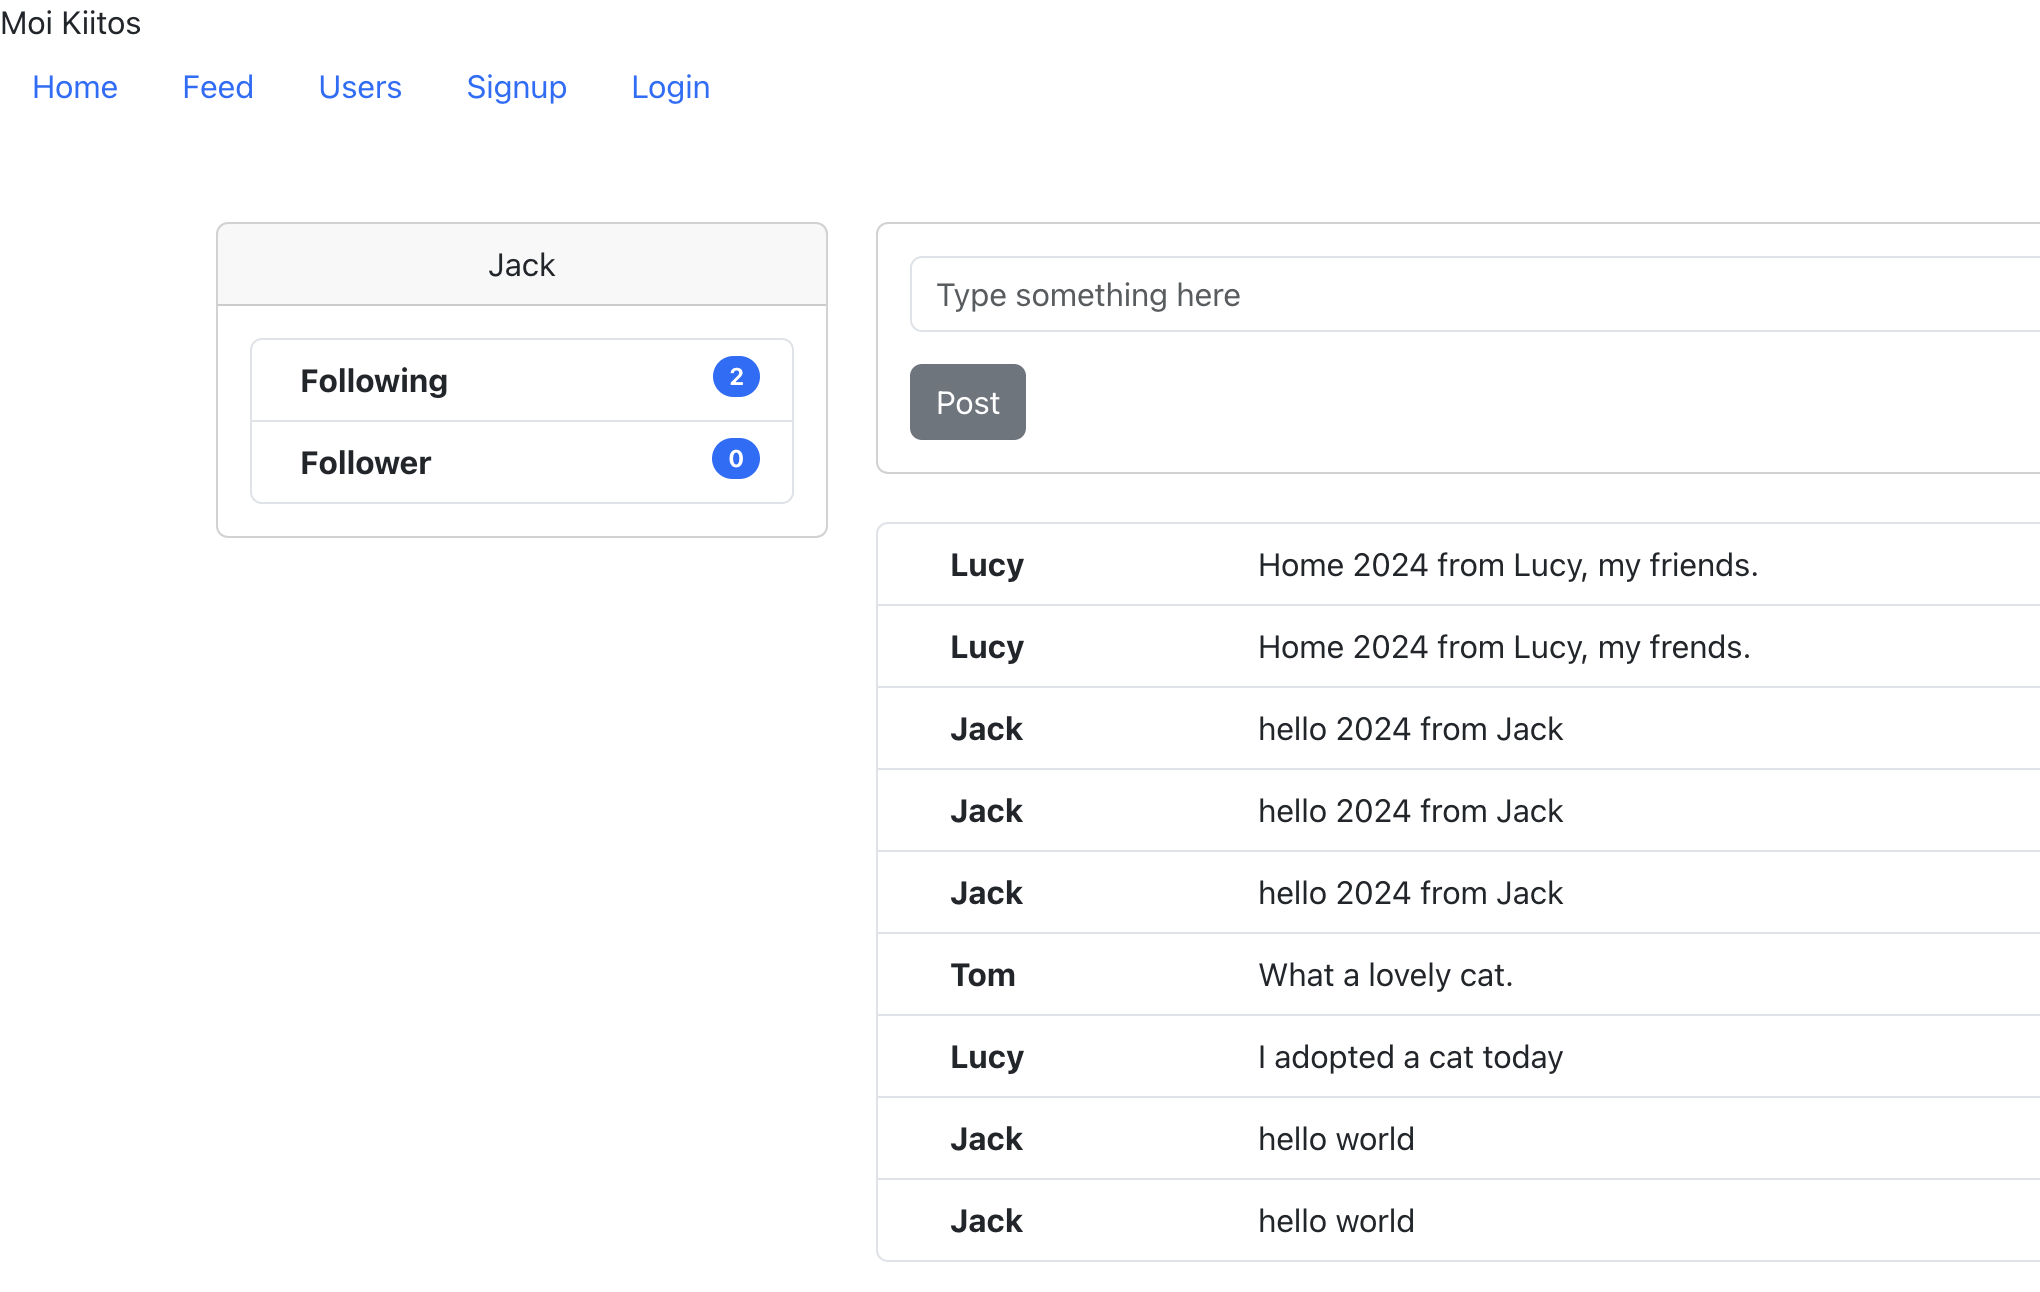 Moi Kiitos
Home Feed Users Signup Login
Jack
Following 2
Follower 0
Type something here
Post
Lucy Home 2024 from Lucy, my friends.
Lucy Home 2024 from Lucy, my frends.
Jack hello 2024 from Jack
Jack hello 2024 from Jack
Jack hello 2024 from Jack
Tom What a lovely cat.
Lucy I adopted a cat today
Jack hello world
Jack hello world